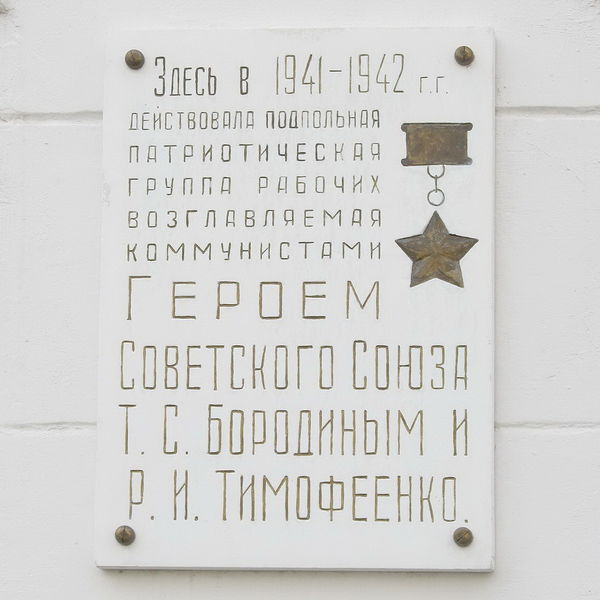 Здесь в 1941-1942 г.г.
действовала подпольная
патриотическая
группа рабочих
возглавляемая
коммунистами
Героем
Советского Союза
Т. С. Бородиным и
Р. И. Тимофеенко.